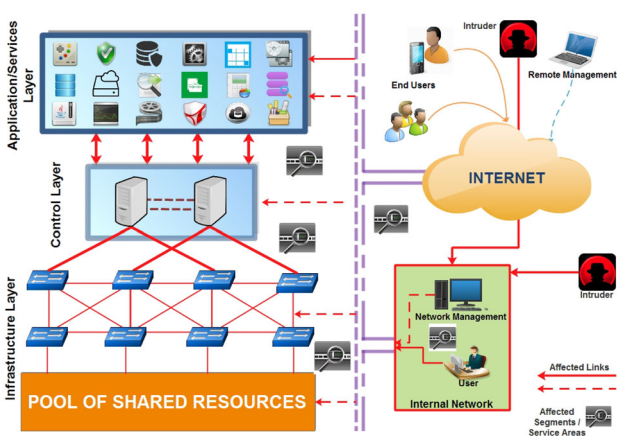 Application/Services
Layer
Control Layer
Infrastructure Layer
POOL OF SHARED RESOURCES
Intruder
End Users
Remote Management
INTERNET
Intruder
Network Management
User
Internal Network
Affected Links
Affected
Segments /
Service Areas